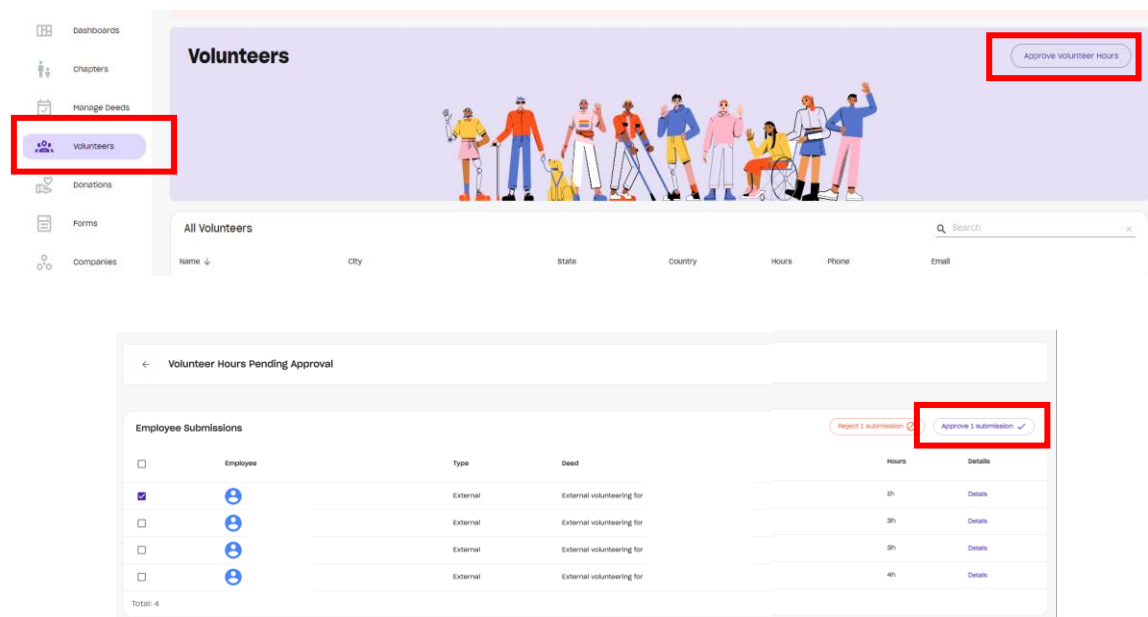 Dashboards
Chapters
Manage Deeds
Volunteers
Donations
Forms
Companies
Volunteers
Approve Volunteer Hours
All Volunteers
Search
Name City State Country Hours Phone Email
Volunteer Hours Pending Approval
Employee Submissions
Reject 1 submission
Approve 1 submission
Employee Type Deed Hours Details
External External volunteering for 1h Details
External External volunteering for 3h Details
External External volunteering for 3h Details
External External volunteering for 4h Details
Total: 4